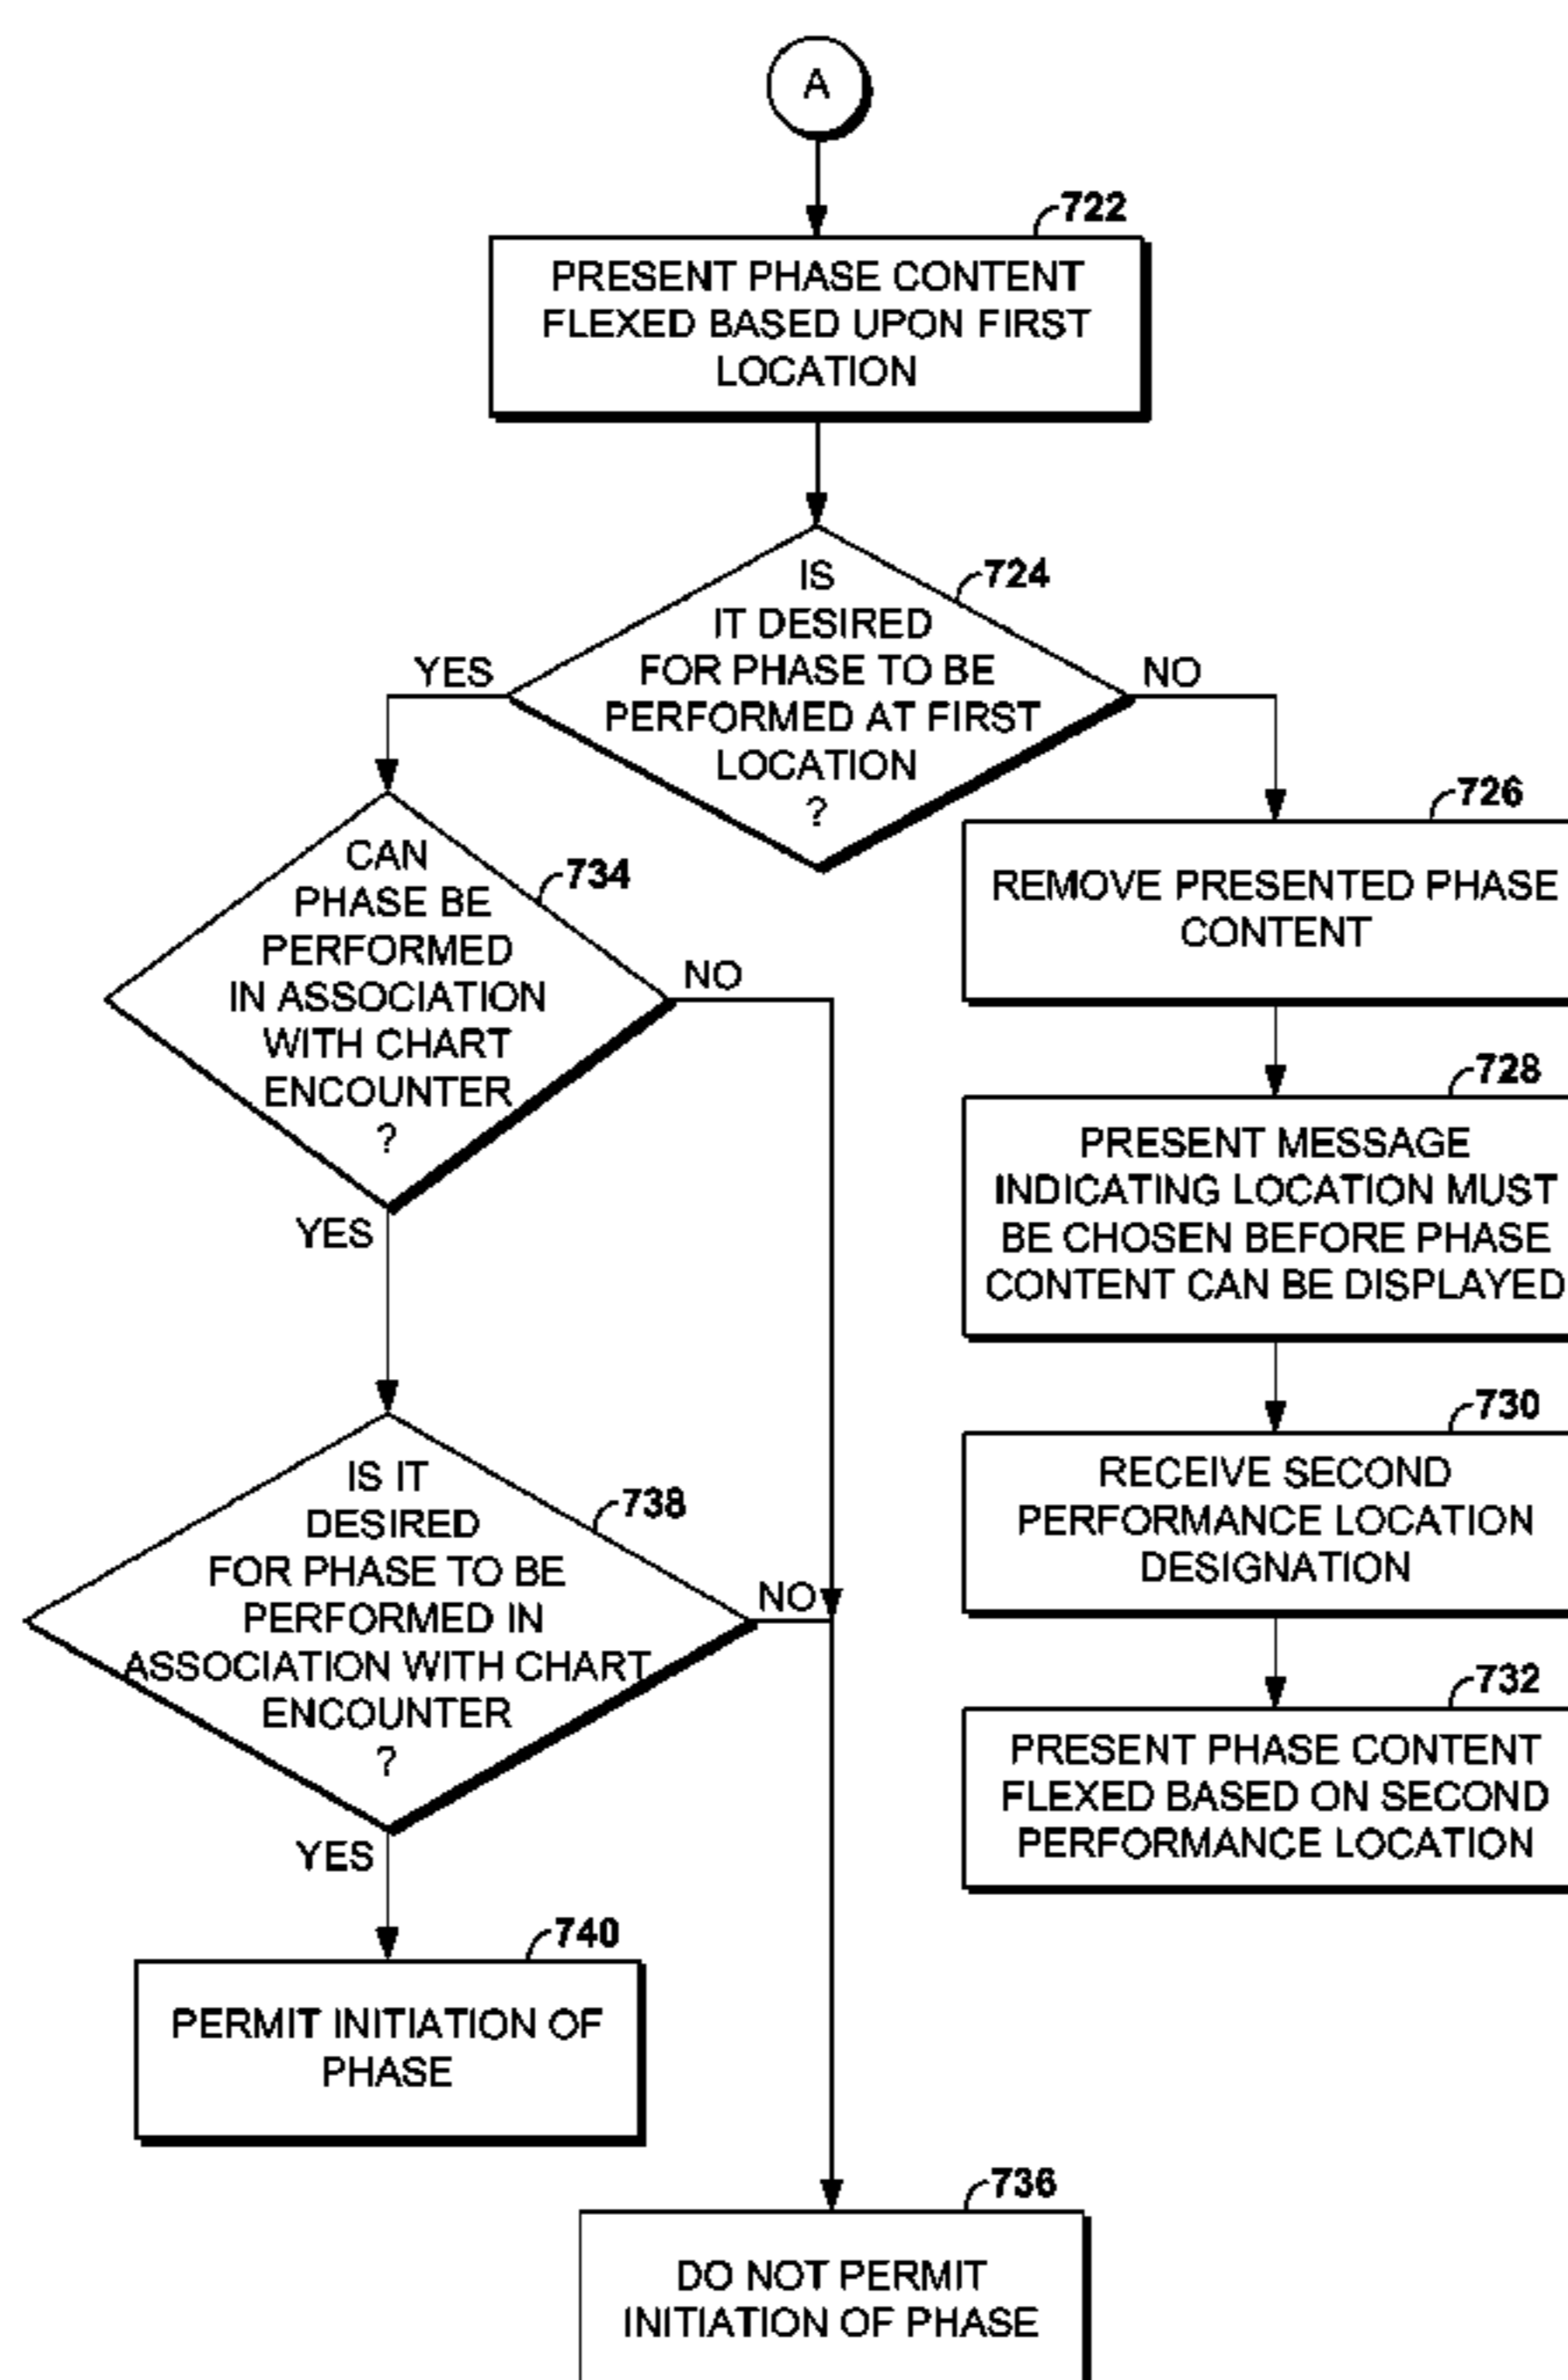 A
722
PRESENT PHASE CONTENT
FLEXED BASED UPON FIRST
LOCATION
724
IS
IT DESIRED
FOR PHASE TO BE
PERFORMED AT FIRST
LOCATION
?
YES
NO
734
CAN
PHASE BE
PERFORMED
IN ASSOCIATION
WITH CHART
ENCOUNTER
?
NO
YES
726
REMOVE PRESENTED PHASE
CONTENT
728
PRESENT MESSAGE
INDICATING LOCATION MUST
BE CHOSEN BEFORE PHASE
CONTENT CAN BE DISPLAYED
730
RECEIVE SECOND
PERFORMANCE LOCATION
DESIGNATION
732
PRESENT PHASE CONTENT
FLEXED BASED ON SECOND
PERFORMANCE LOCATION
738
IS IT
DESIRED
FOR PHASE TO BE
PERFORMED IN
ASSOCIATION WITH CHART
ENCOUNTER
?
NO
YES
740
PERMIT INITIATION OF
PHASE
736
DO NOT PERMIT
INITIATION OF PHASE